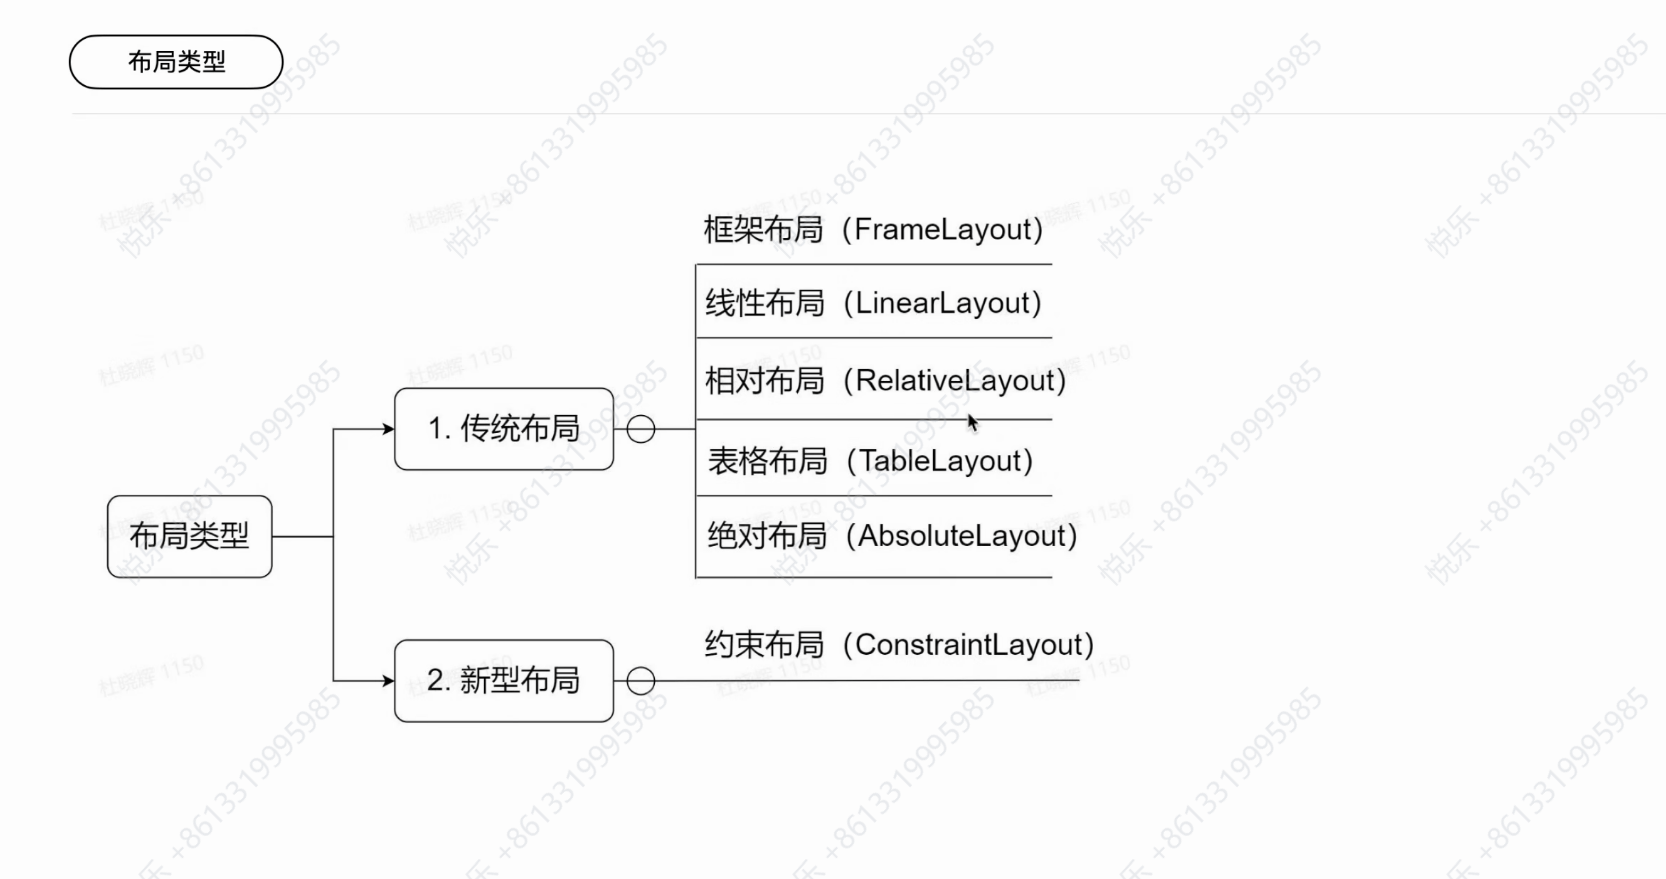 布局类型
框架布局（FrameLayout）
线性布局（LinearLayout）
相对布局（RelativeLayout）
1. 传统布局
表格布局（TableLayout）
布局类型
绝对布局（AbsoluteLayout）
约束布局（ConstraintLayout）
2. 新型布局
悦乐 +8613319995985
杜晓辉 1150